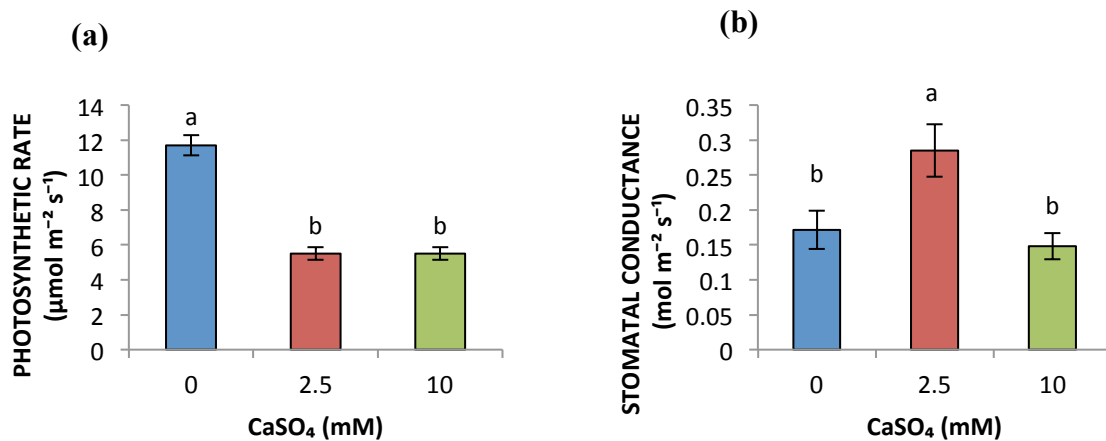 (a)
PHOTOSYNTHETIC RATE
(µmol m⁻² s⁻¹)
14
12
10
8
6
4
2
0
a
b
b
0
2.5
10
CaSO₄ (mM)
(b)
STOMATAL CONDUCTANCE
(mol m⁻² s⁻¹)
0.35
0.3
0.25
0.2
0.15
0.1
0.05
0
b
a
b
0
2.5
10
CaSO₄ (mM)